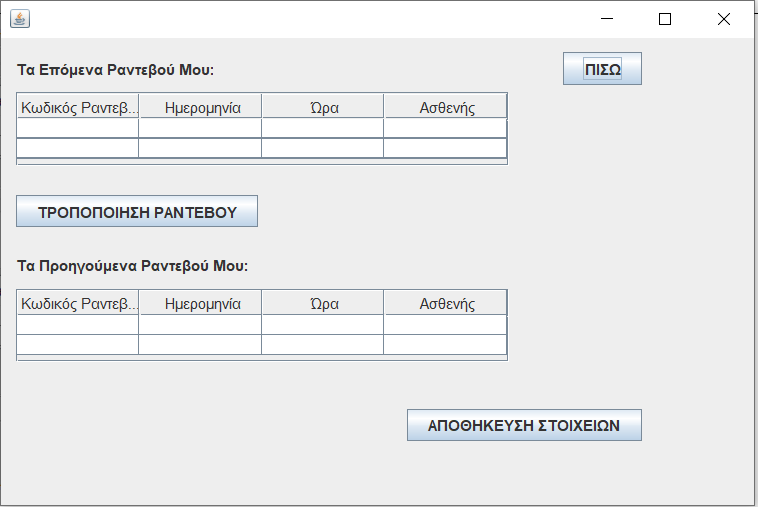 Τα Επόμενα Ραντεβού Μου:
ΠΙΣΩ
Κωδικός Ραντεβ... Ημερομηνία Ώρα Ασθενής
ΤΡΟΠΟΠΟΙΗΣΗ ΡΑΝΤΕΒΟΥ
Τα Προηγούμενα Ραντεβού Μου:
Κωδικός Ραντεβ... Ημερομηνία Ώρα Ασθενής
ΑΠΟΘΗΚΕΥΣΗ ΣΤΟΙΧΕΙΩΝ